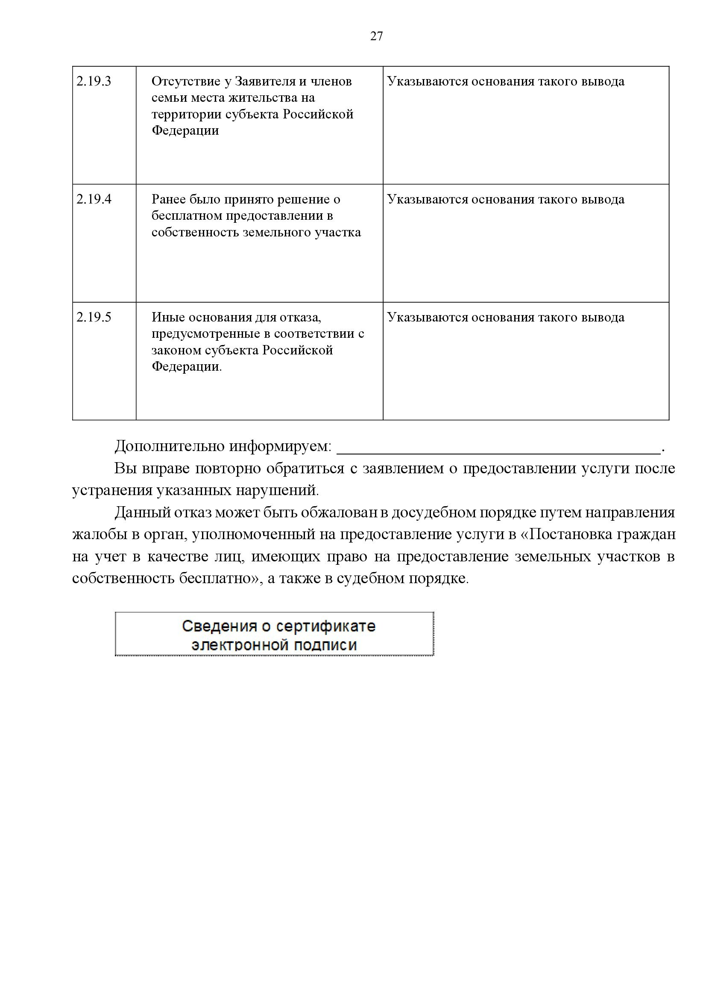 27
2.19.3
Отсутствие у Заявителя и членов
семьи места жительства на
территории субъекта Российской
Федерации
Указываются основания такого вывода
2.19.4
Ранее было принято решение о
бесплатном предоставлении в
собственность земельного участка
Указываются основания такого вывода
2.19.5
Иные основания для отказа,
предусмотренные в соответствии с
законом субъекта Российской
Федерации.
Указываются основания такого вывода
Дополнительно информируем: ______________________________________.
Вы вправе повторно обратиться с заявлением о предоставлении услуги после
устранения указанных нарушений.
Данный отказ может быть обжалован в досудебном порядке путем направления
жалобы в орган, уполномоченный на предоставление услуги в «Постановка граждан
на учет в качестве лиц, имеющих право на предоставление земельных участков в
собственность бесплатно», а также в судебном порядке.
Сведения о сертификате
электронной подписи